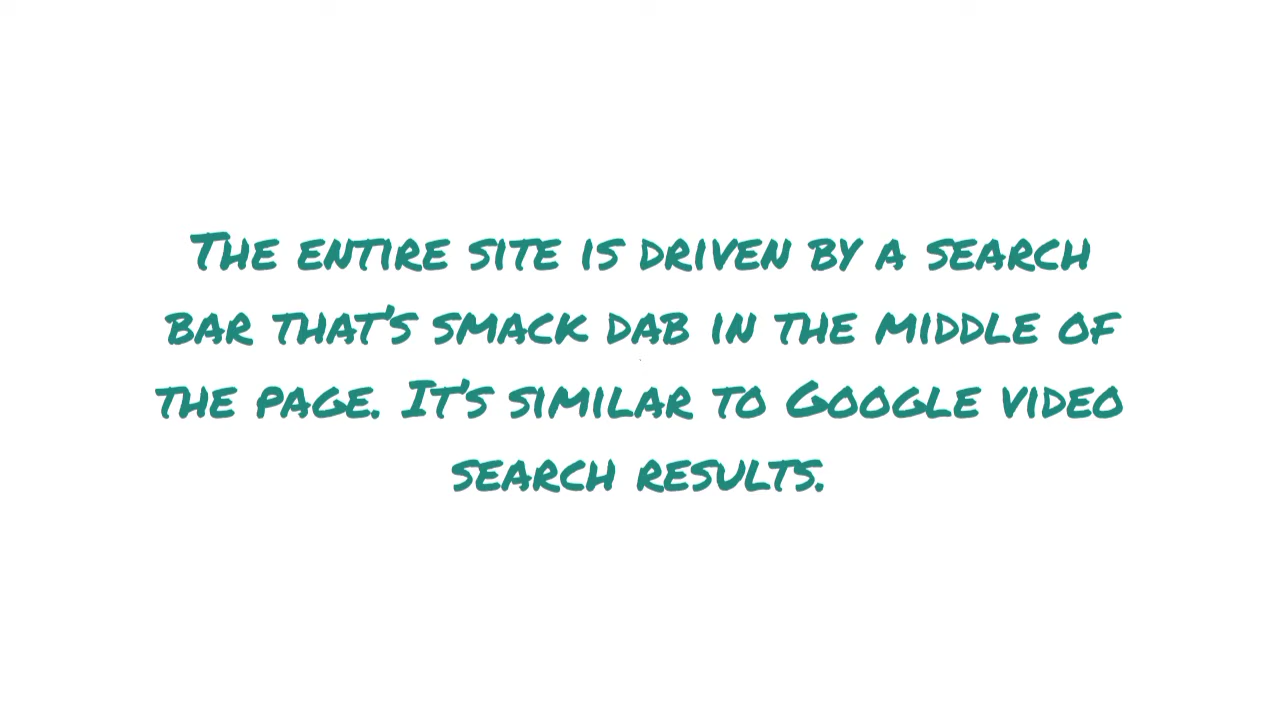 The entire site is driven by a search
bar that's smack dab in the middle of
the page. It's similar to Google video
search results.